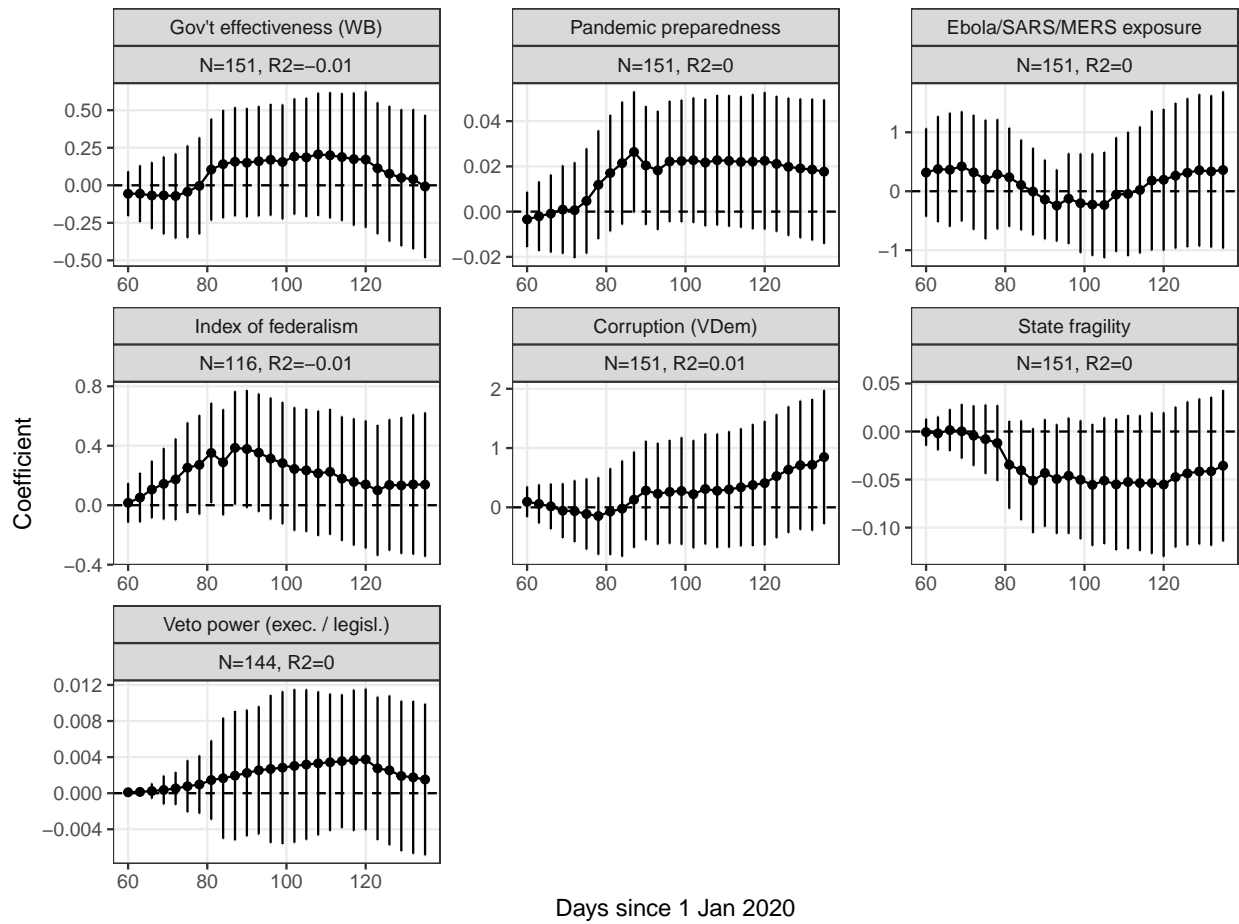 Gov't effectiveness (WB)
N=151, R2=−0.01
0.50
0.25
0.00
−0.25
−0.50
60 80 100 120
Pandemic preparedness
N=151, R2=0
0.04
0.02
0.00
−0.02
60 80 100 120
Ebola/SARS/MERS exposure
N=151, R2=0
1
0
−1
60 80 100 120
Index of federalism
N=116, R2=−0.01
0.8
0.4
0.0
−0.4
60 80 100 120
Corruption (VDem)
N=151, R2=0.01
2
1
0
60 80 100 120
State fragility
N=151, R2=0
0.05
0.00
−0.05
−0.10
60 80 100 120
Veto power (exec. / legisl.)
N=144, R2=0
0.012
0.008
0.004
0.000
−0.004
60 80 100 120
Coefficient
Days since 1 Jan 2020